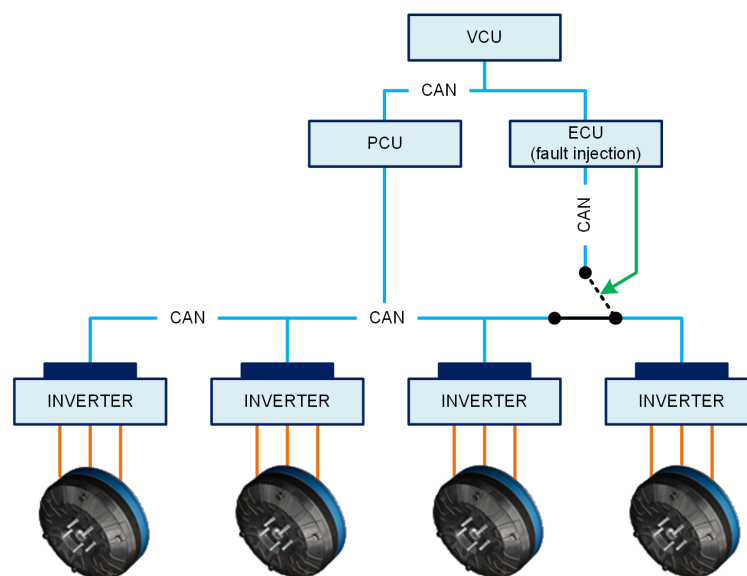 VCU
CAN
PCU
ECU
(fault injection)
CAN
CAN
CAN
INVERTER
INVERTER
INVERTER
INVERTER